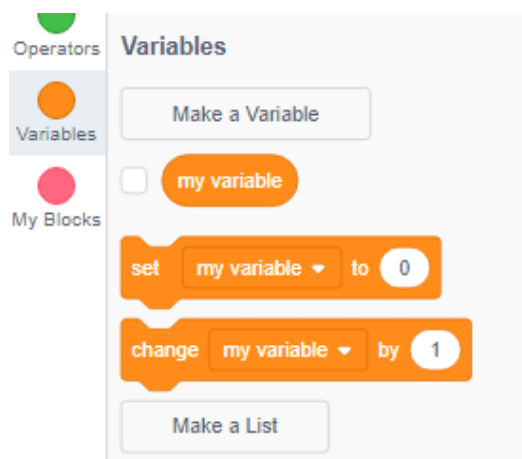 Operators
Variables
My Blocks
Variables
Make a Variable
my variable
set my variable to 0
change my variable by 1
Make a List